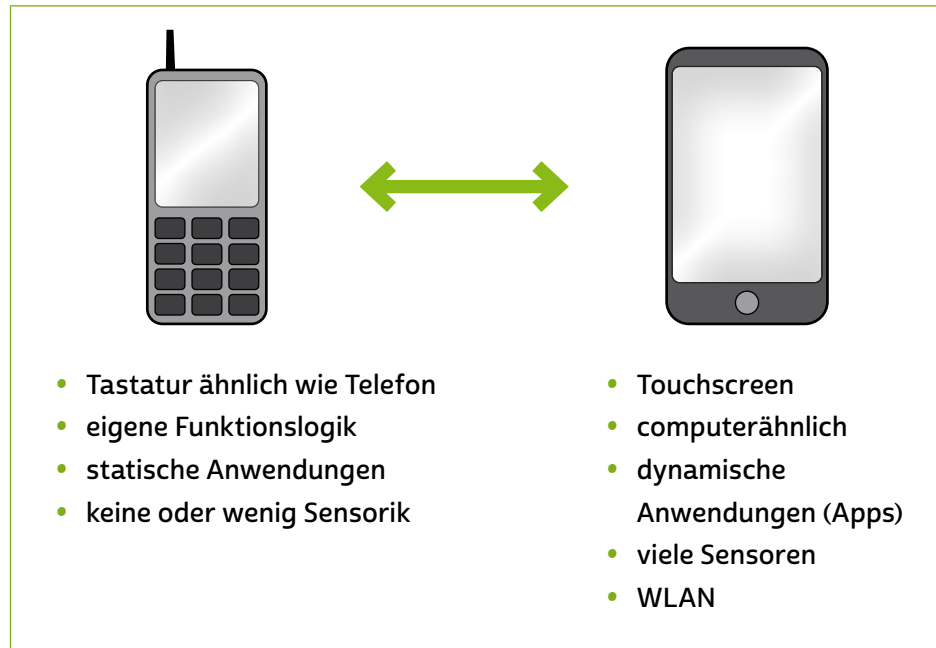 • Tastatur ähnlich wie Telefon
• eigene Funktionslogik
• statische Anwendungen
• keine oder wenig Sensorik
• Touchscreen
• computerähnlich
• dynamische
Anwendungen (Apps)
• viele Sensoren
• WLAN